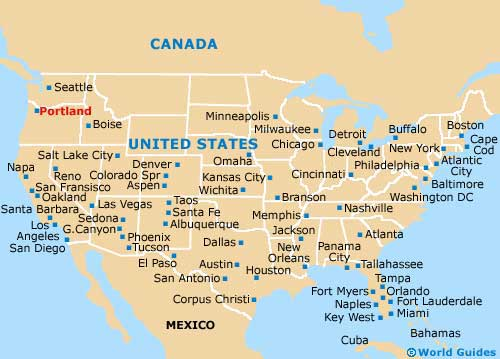 CANADA
Seattle
Portland
Boise
Minneapolis
Milwaukee
Chicago
Detroit
Cleveland
Buffalo
Boston
New York
Cape
Cod
UNITED STATES
Salt Lake City
Omaha
Philadelphia
Atlantic
City
Napa
Reno
Denver
Colorado Spr
Aspen
Kansas City
Wichita
Cincinnati
Baltimore
Washington DC
San Francisco
Oakland
Santa Barbara
Las Vegas
Taos
Santa Fe
Albuquerque
Branson
Memphis
Nashville
Los
Angeles
San Diego
Sedona
G.Canyon
Phoenix
Tucson
El Paso
Dallas
Jackson
New
Orleans
Panama
City
Atlanta
Tallahassee
Austin
San Antonio
Houston
Corpus Christi
Tampa
Orlando
Fort Myers
Fort Lauderdale
Naples
Miami
Key West
MEXICO
Cuba
Bahamas
© World Guides